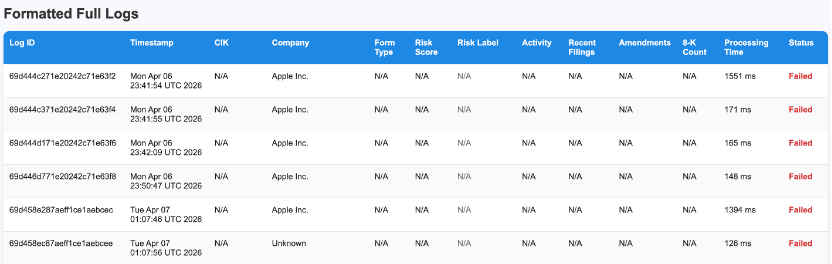 Formatted Full Logs
Log ID Timestamp CIK Company Form Type Risk Score Risk Label Activity Recent Filings Amendments 8-K Count Processing Time Status
69d444c271e20242c71e63f2 Mon Apr 06 23:41:54 UTC 2026 N/A Apple Inc. N/A N/A N/A N/A N/A N/A N/A 1551 ms Failed
69d444c371e20242c71e63f4 Mon Apr 06 23:41:55 UTC 2026 N/A Apple Inc. N/A N/A N/A N/A N/A N/A N/A 171 ms Failed
69d444d171e20242c71e63f6 Mon Apr 06 23:42:09 UTC 2026 N/A Apple Inc. N/A N/A N/A N/A N/A N/A N/A 165 ms Failed
69d446d771e20242c71e63f8 Mon Apr 06 23:50:47 UTC 2026 N/A Apple Inc. N/A N/A N/A N/A N/A N/A N/A 148 ms Failed
69d458e287aeff1ce1aebcec Tue Apr 07 01:07:46 UTC 2026 N/A Apple Inc. N/A N/A N/A N/A N/A N/A N/A 1394 ms Failed
69d458ec87aeff1ce1aebcee Tue Apr 07 01:07:56 UTC 2026 N/A Unknown N/A N/A N/A N/A N/A N/A N/A 126 ms Failed